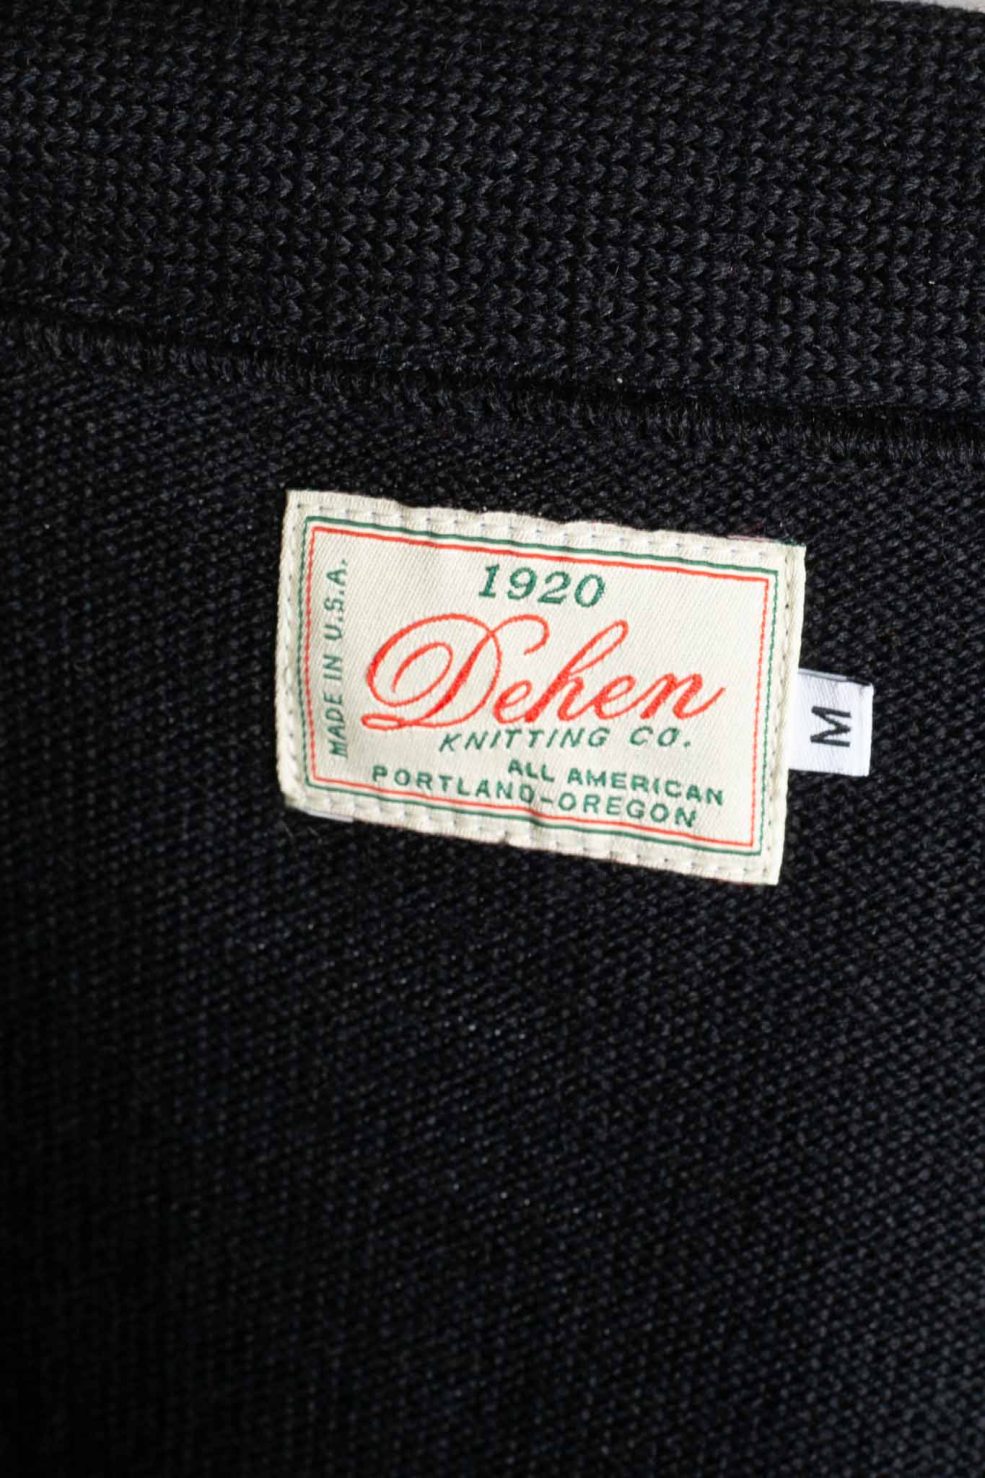 1920
Dehen
KNITTING CO.
ALL AMERICAN
PORTLAND-OREGON
MADE IN U.S.A.
M